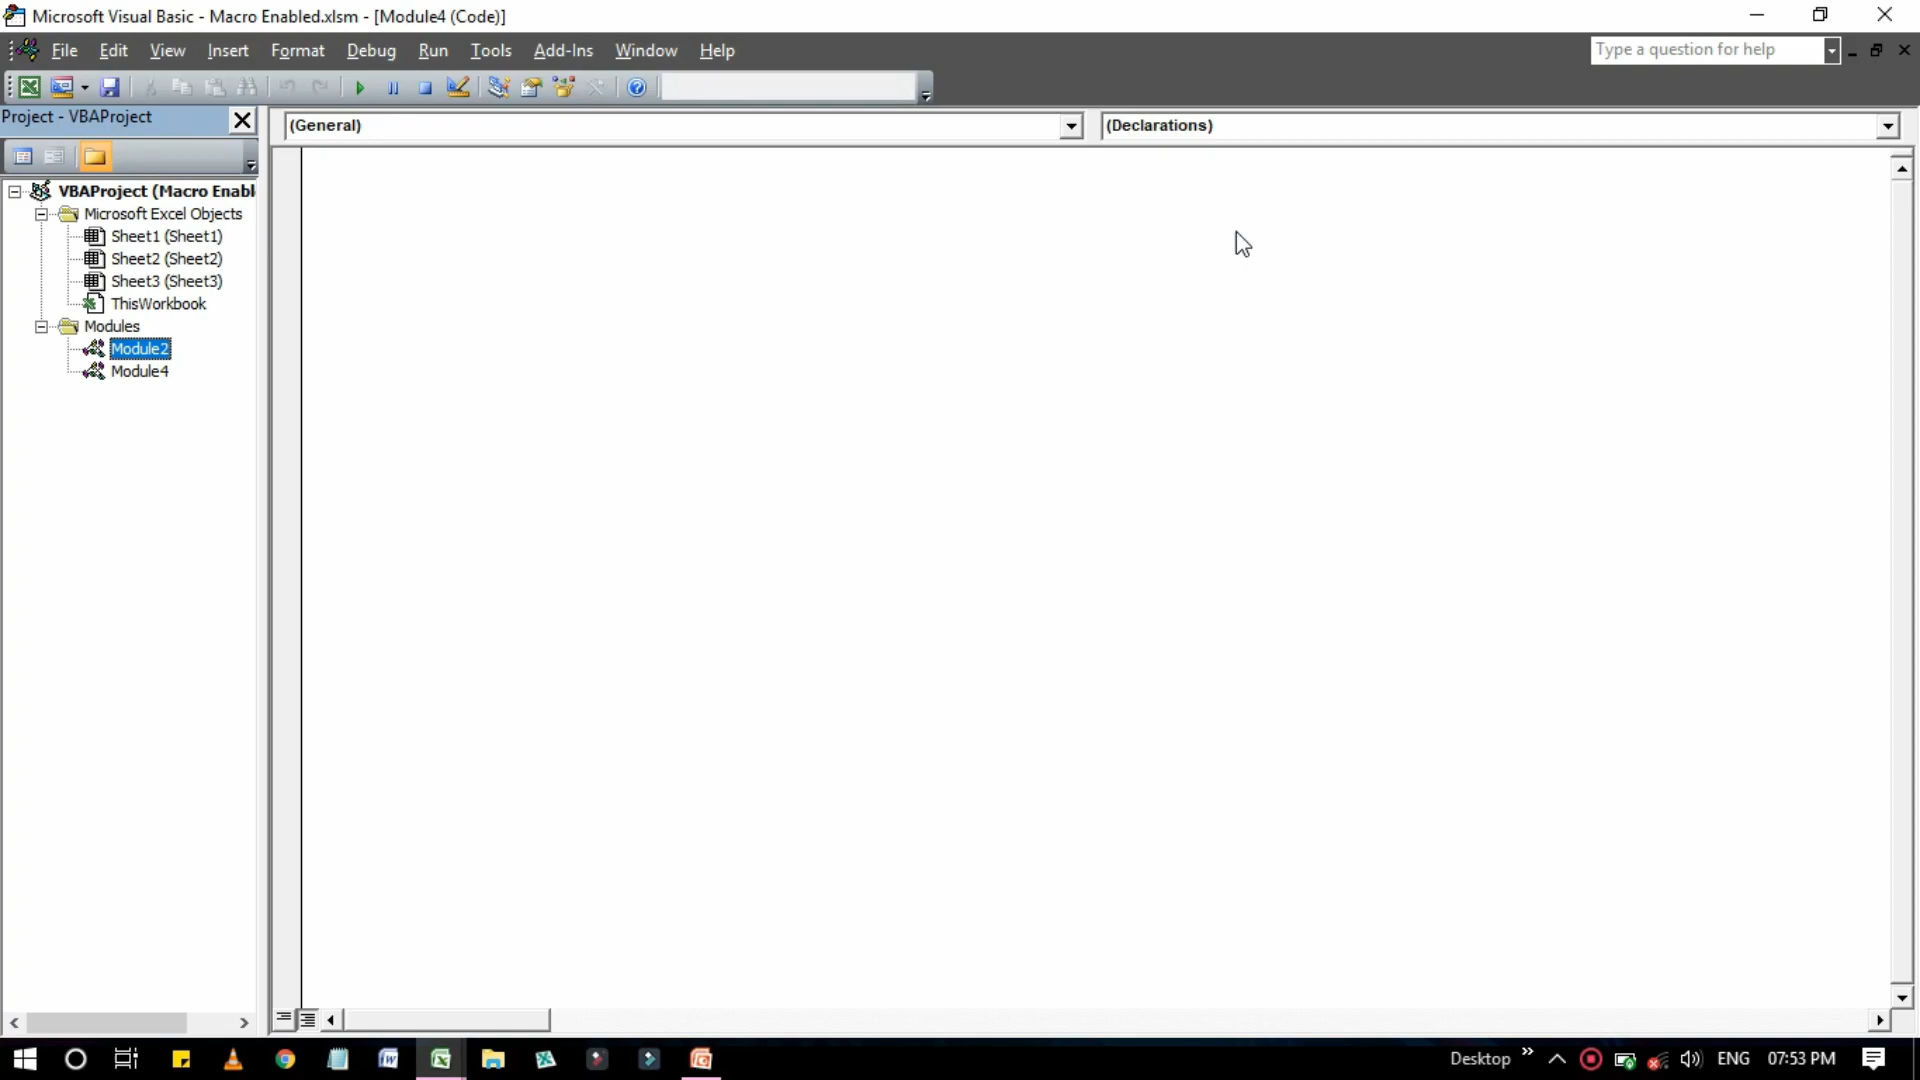 Microsoft Visual Basic - Macro Enabled.xlsm - [Module4 (Code)]
File Edit View Insert Format Debug Run Tools Add-Ins Window Help
Type a question for help
Project - VBAProject
(General)
(Declarations)
VBAProject (Macro Enabl
Microsoft Excel Objects
Sheet1 (Sheet1)
Sheet2 (Sheet2)
Sheet3 (Sheet3)
ThisWorkbook
Modules
Module2
Module4
Desktop
ENG
07:53 PM